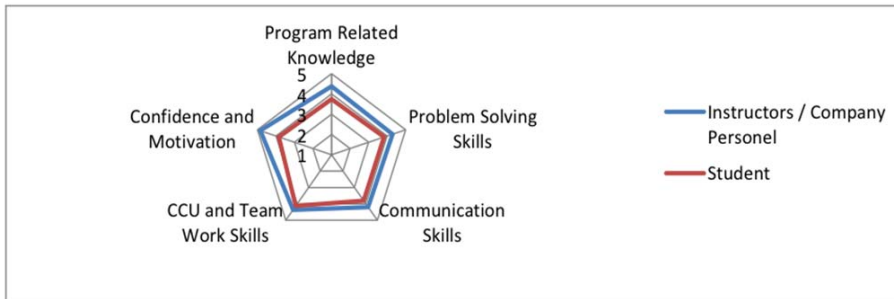 Program Related
Knowledge
5
4
3
2
1
Problem Solving
Skills
Communication
Skills
CCU and Team
Work Skills
Confidence and
Motivation
Instructors / Company
Personel
Student